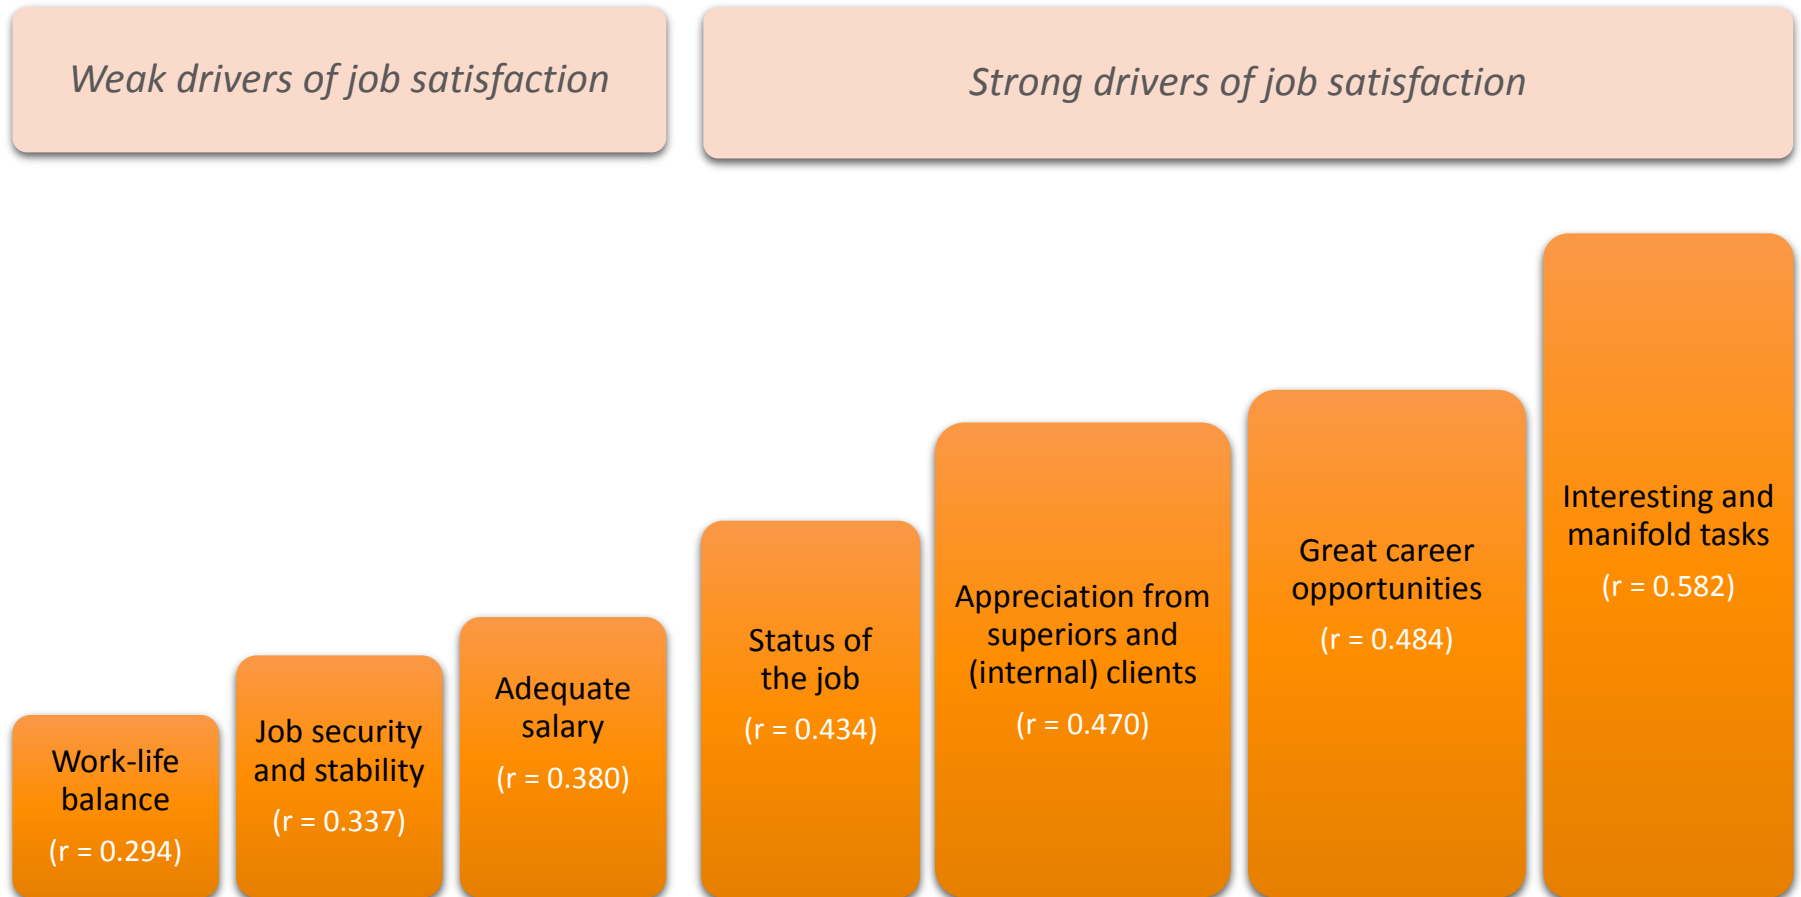 Weak drivers of job satisfaction
Strong drivers of job satisfaction
Work-life
balance
(r = 0.294)
Job security
and stability
(r = 0.337)
Adequate
salary
(r = 0.380)
Status of
the job
(r = 0.434)
Appreciation from
superiors and
(internal) clients
(r = 0.470)
Great career
opportunities
(r = 0.484)
Interesting and
manifold tasks
(r = 0.582)